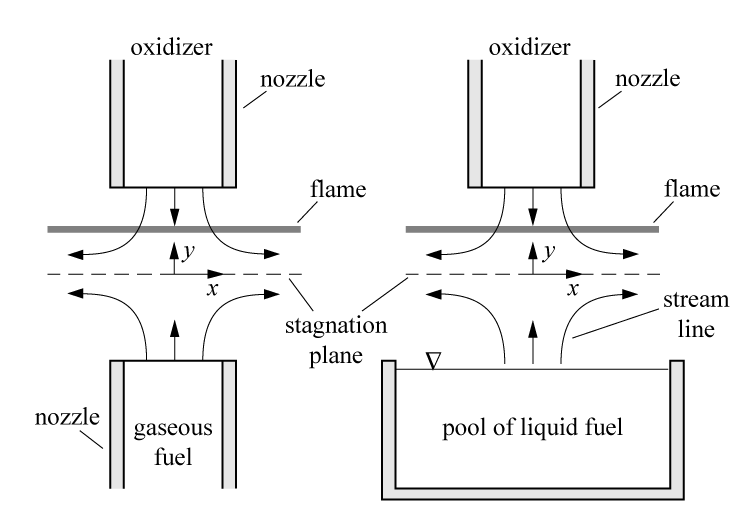 oxidizer
nozzle
flame
y
x
stagnation
plane
nozzle
gaseous
fuel
oxidizer
nozzle
flame
y
x
stream
line
pool of liquid fuel